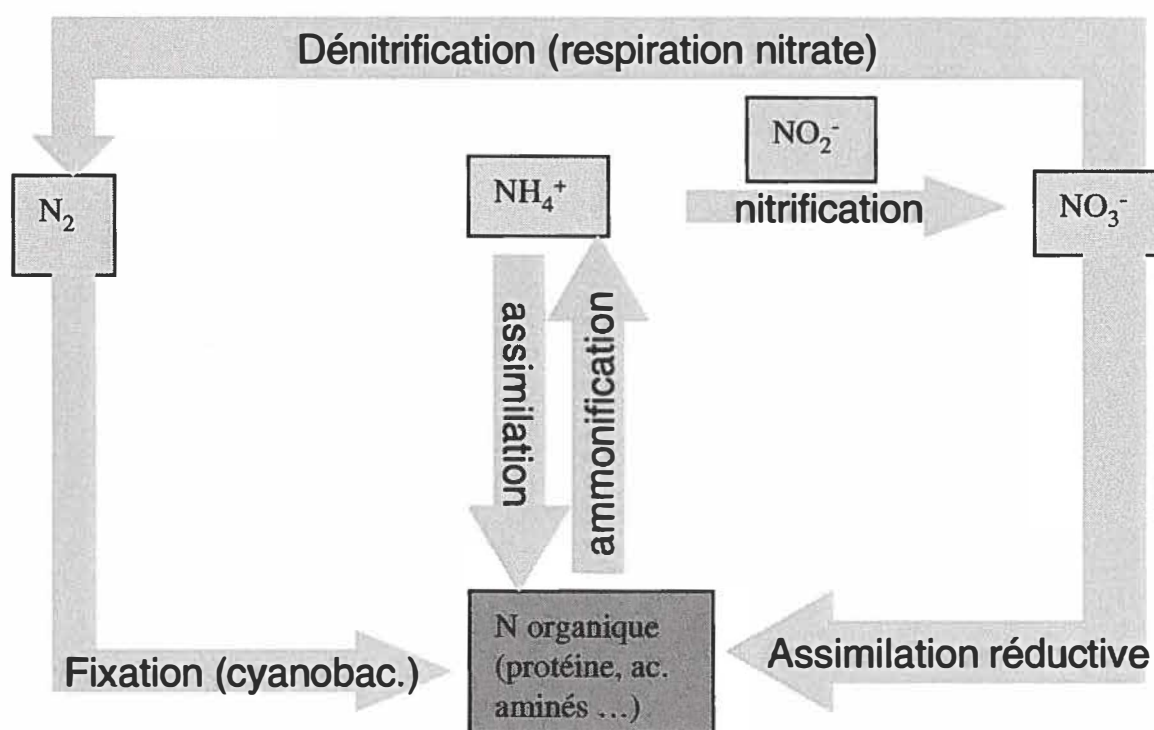 Dénitrification (respiration nitrate)
NO₂⁻
N₂
NH₄⁺
nitrification
NO₃⁻
assimilation
ammonification
N organique
(protéine, ac.
aminés ...)
Fixation (cyanobac.)
Assimilation réductive